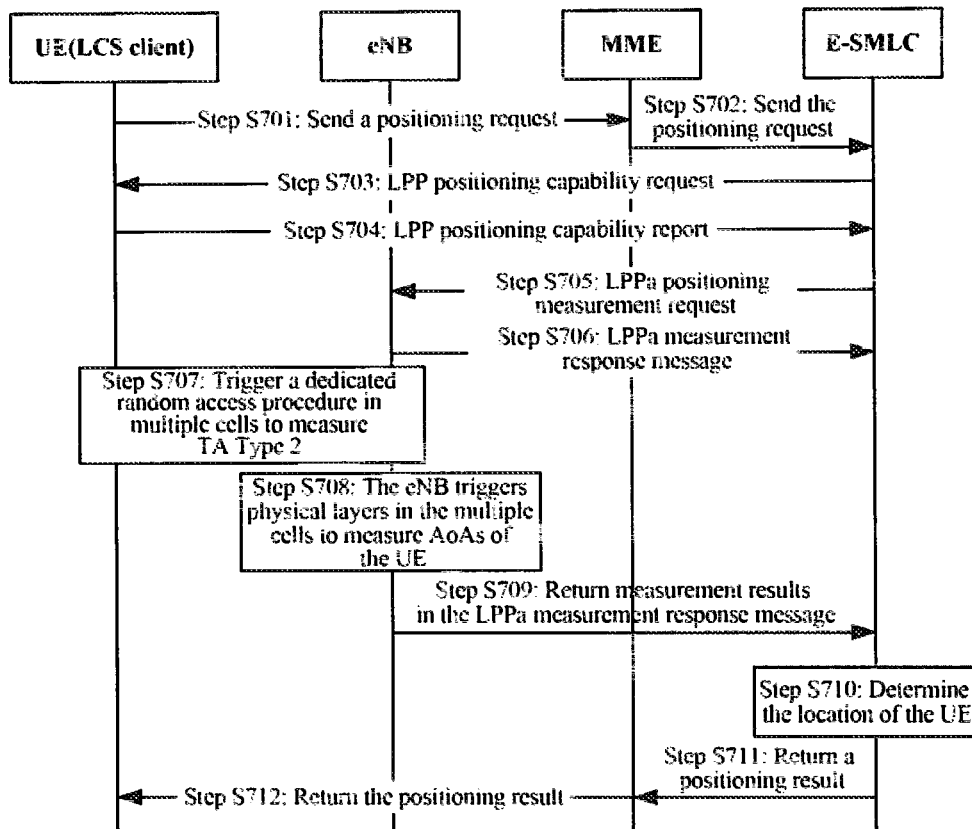 UE(LCS client)
eNB
MME
E-SMLC
Step S701: Send a positioning request
Step S702: Send the
positioning request
Step S703: LPP positioning capability request
Step S704: LPP positioning capability report
Step S705: LPPa positioning
measurement request
Step S706: LPPa measurement
response message
Step S707: Trigger a dedicated
random access procedure in
multiple cells to measure
TA Type 2
Step S708: The eNB triggers
physical layers in the multiple
cells to measure AoAs of
the UE
Step S709: Return measurement results
in the LPPa measurement response message
Step S710: Determine
the location of the UE
Step S711: Return a
positioning result
Step S712: Return the positioning result